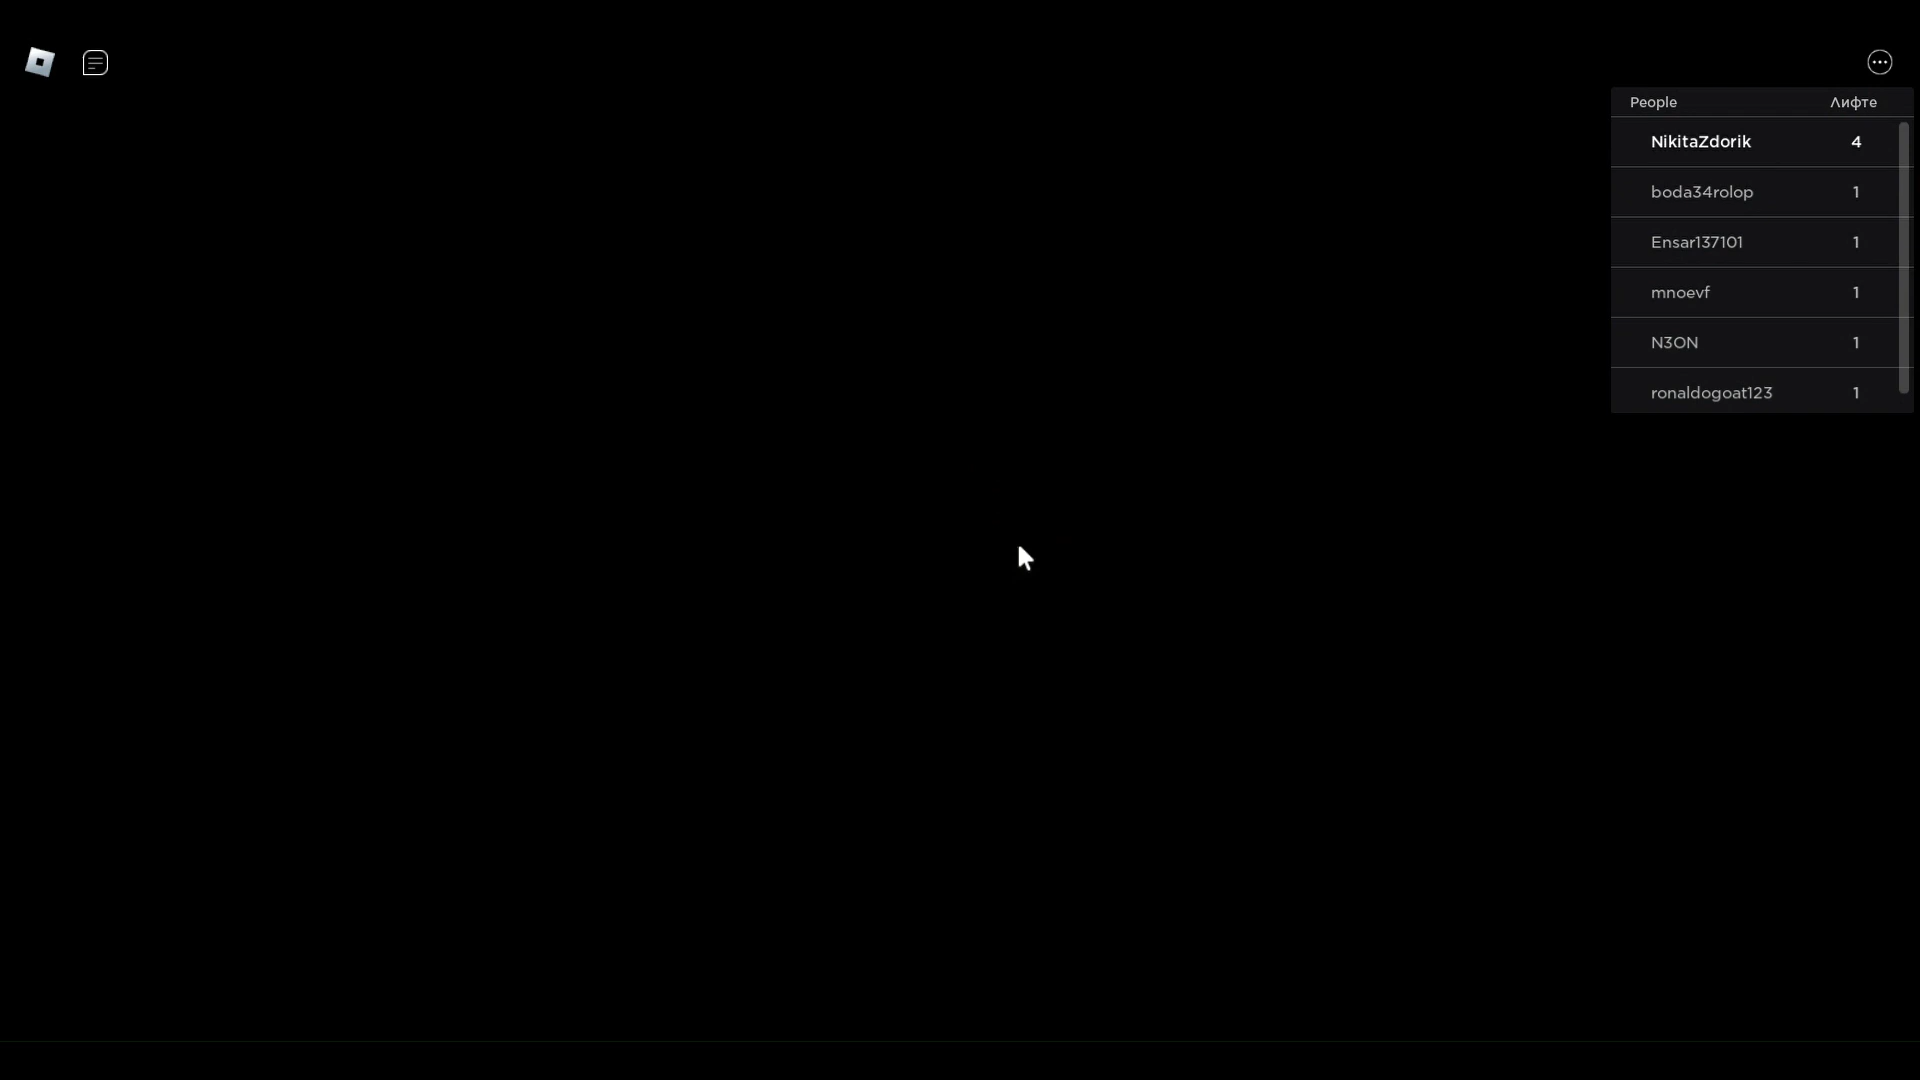 People Лифте
NikitaZdorik 4
boda34rolop 1
Ensar137101 1
mnoevf 1
N3ON 1
ronaldogoat123 1